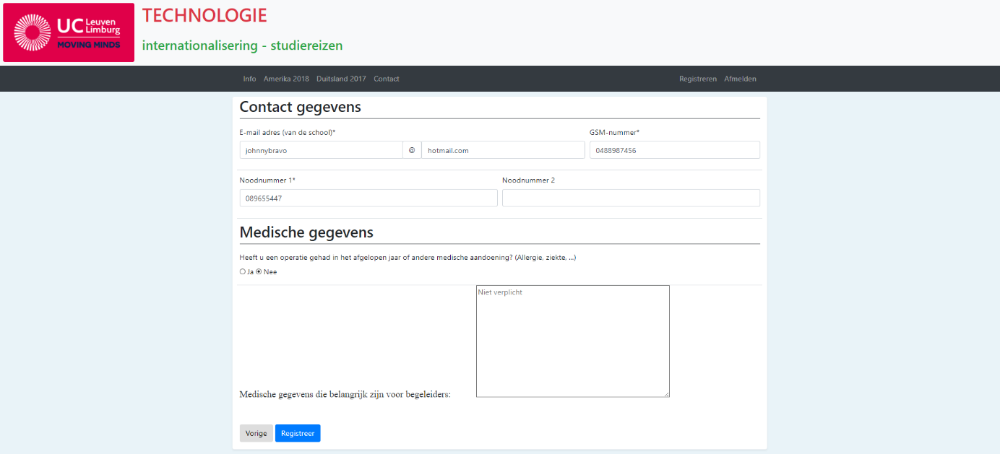 UC Leuven Limburg
MOVING MINDS
TECHNOLOGIE
internationalisering - studiereizen
Info Amerika 2018 Duitsland 2017 Contact Registreren Afmelden
Contact gegevens
E-mail adres (van de school)* GSM-nummer*
johnnybravo @ hotmail.com 0488987456
Noodnummer 1* Noodnummer 2
089655447
Medische gegevens
Heeft u een operatie gehad in het afgelopen jaar of andere medische aandoening? (Allergie, ziekte, ...)
Ja Nee
Niet verplicht
Medische gegevens die belangrijk zijn voor begeleiders:
Vorige Registreer